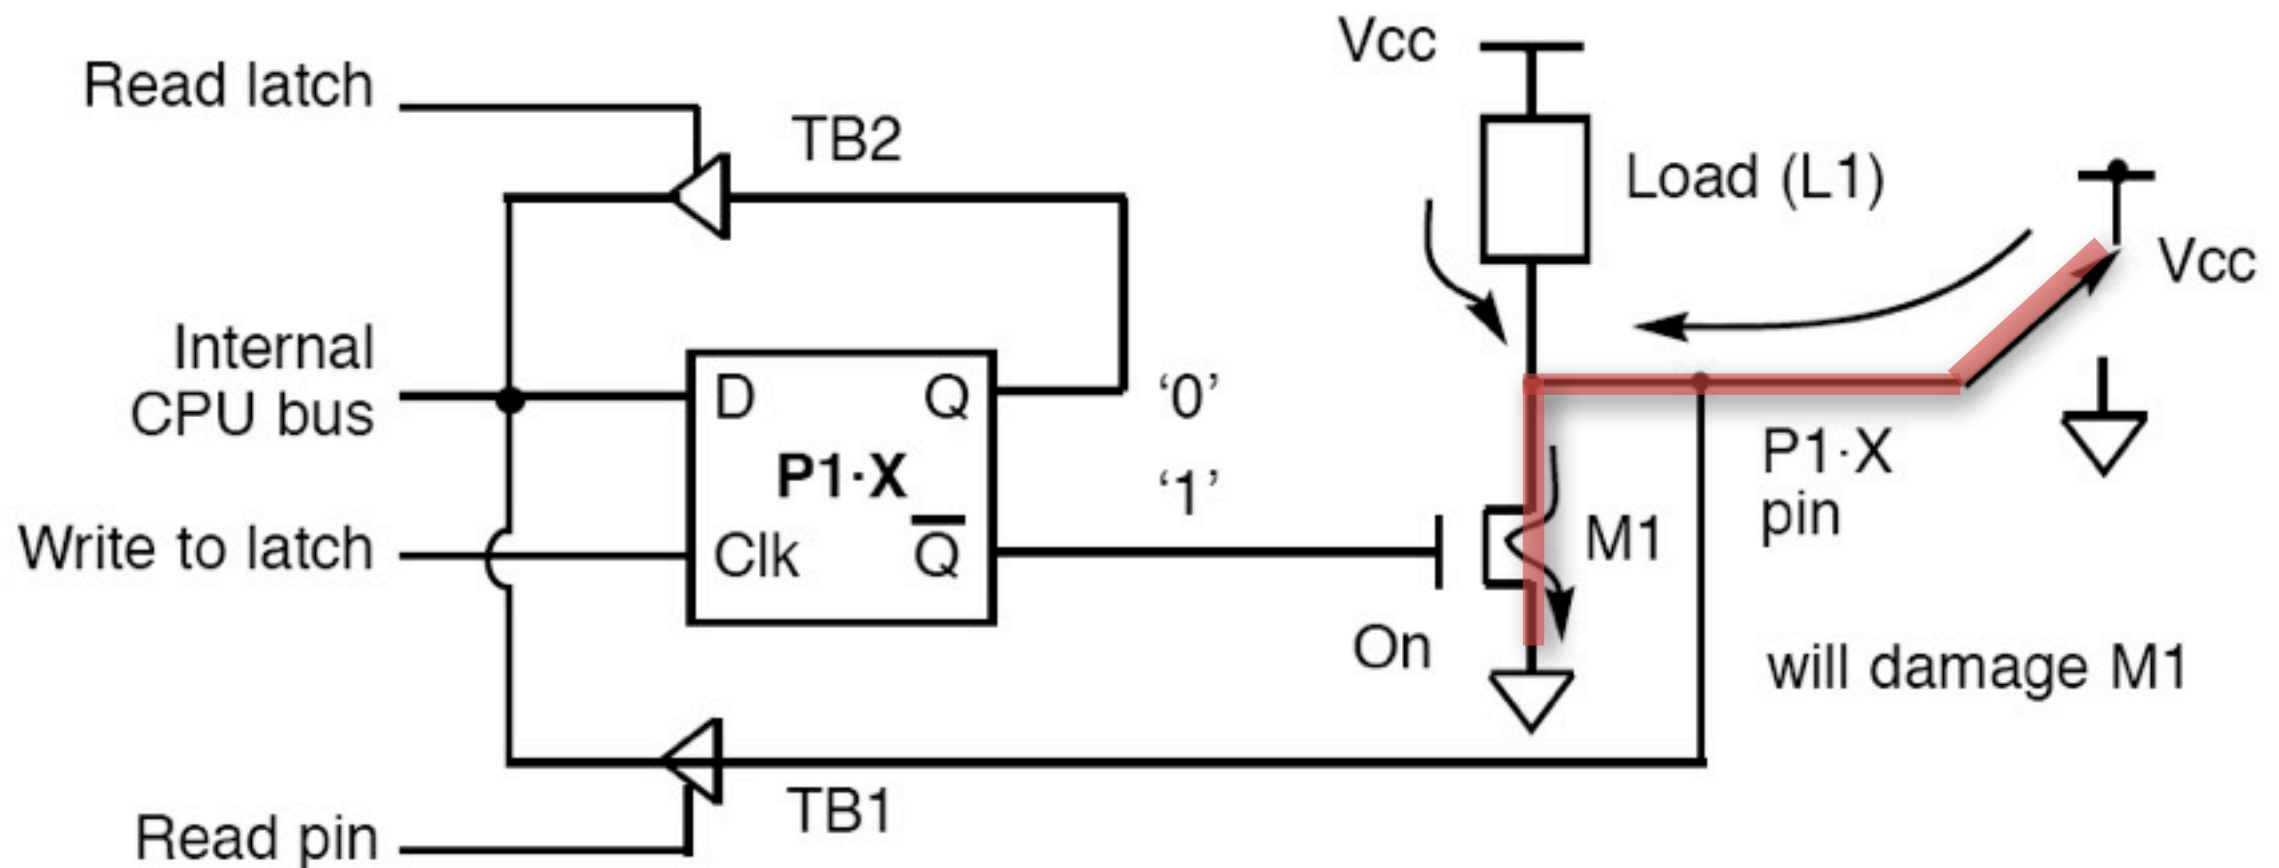 Vcc
Read latch
TB2
Load (L1)
Vcc
Internal
CPU bus
D
Q
‘0’
P1·X
‘1’
P1·X
pin
Write to latch
Clk
Q̅
M1
On
will damage M1
TB1
Read pin